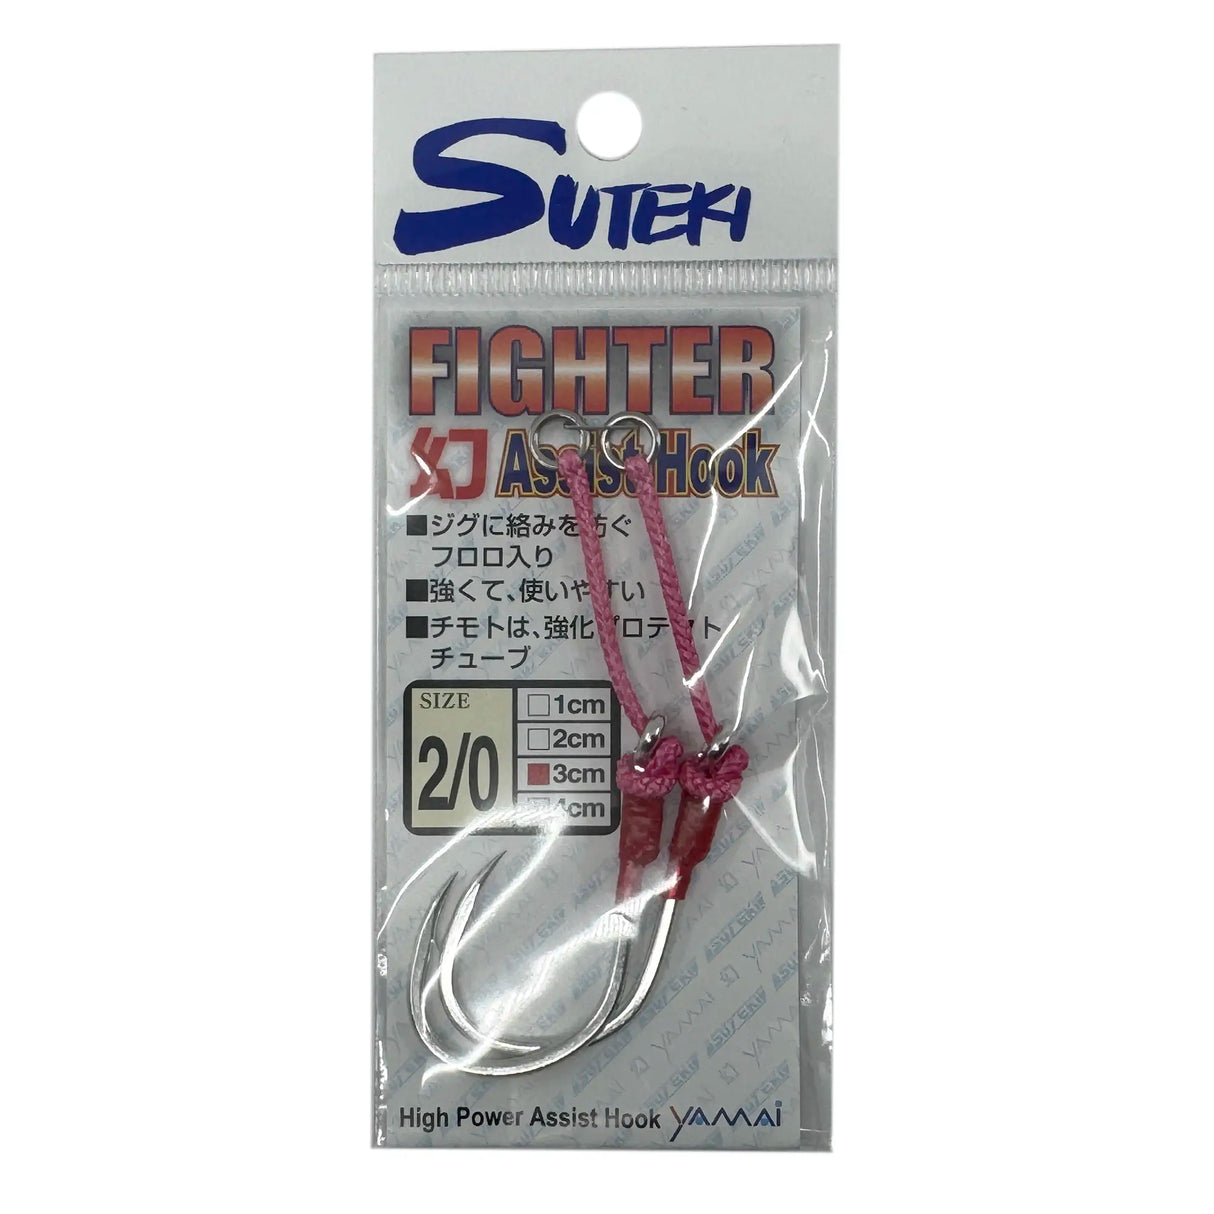 SUTEKI
FIGHTER
幻 Assist Hook
■ジグに絡みを防ぐ
フロロ入り
■強くて、使いやすい
■チモトは、強化プロテクト
チューブ
SIZE
2/0
□1cm
□2cm
■3cm
□4cm
High Power Assist Hook YAMAI